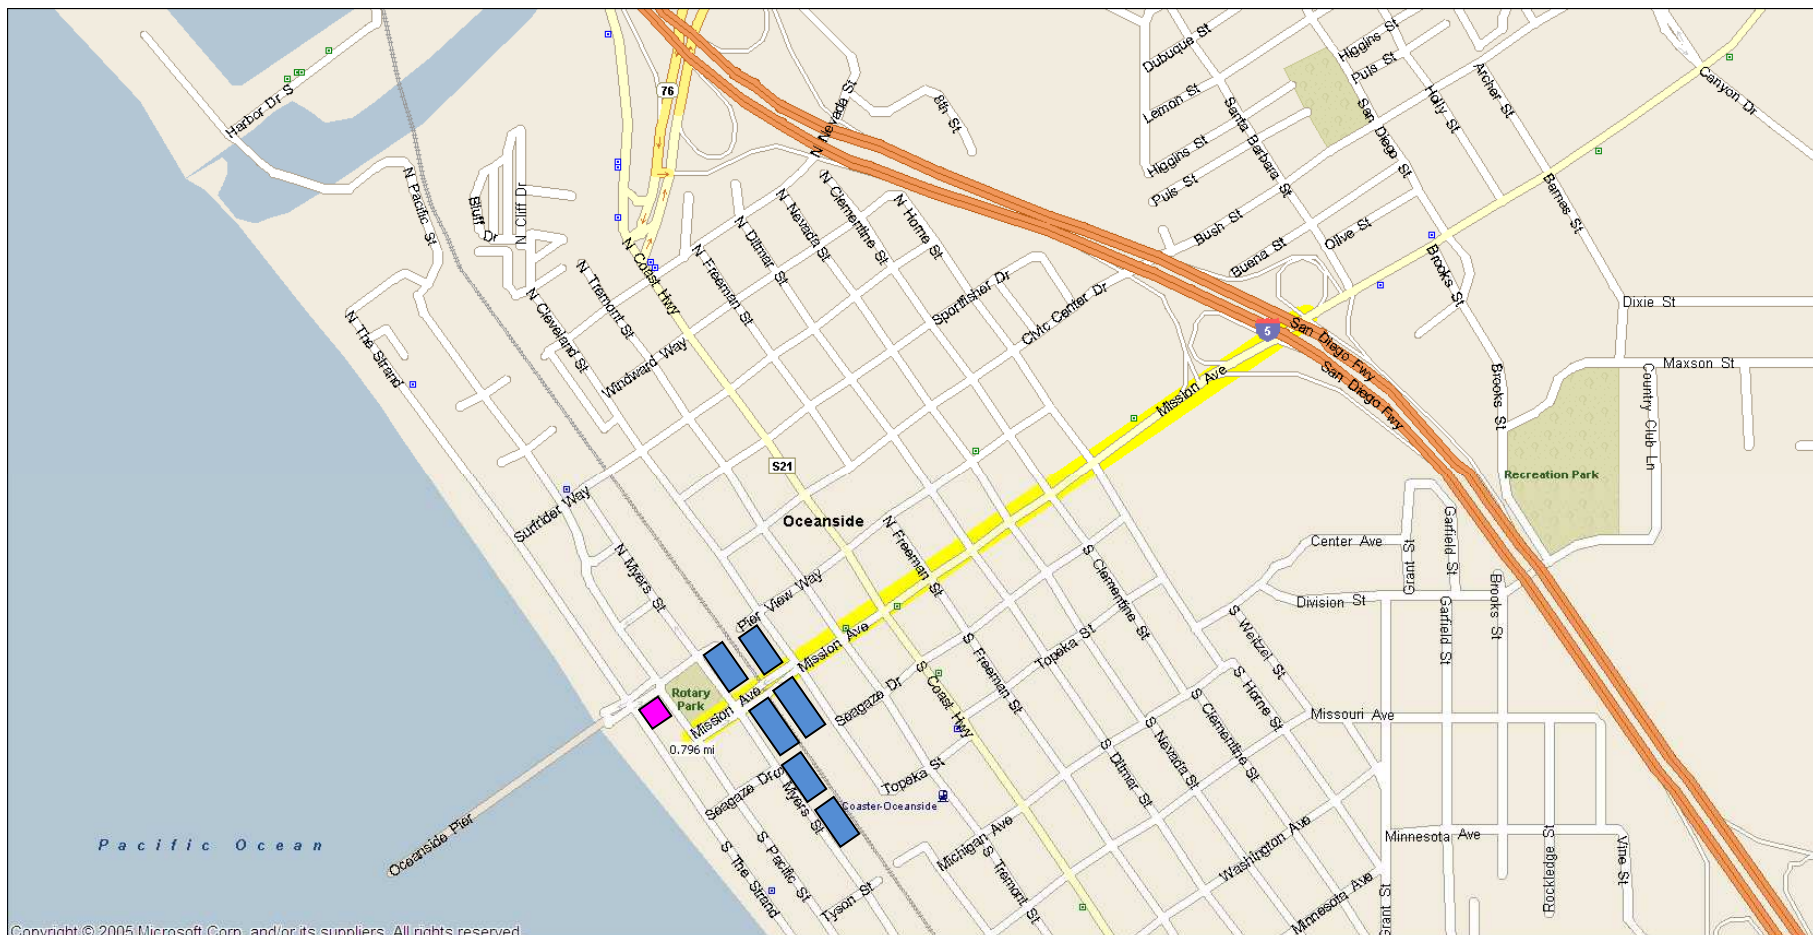 Harbor Dr S
N Pacific St
Bluff Dr
N Cliff Dr
76
N Nevada St
8th St
Dubuque St
Lemon St
Higgins St
Puls St
Higgins St
Puls St
Santa Barbara St
San Diego St
Holly St
Archer St
Canyon Dr
Barnes St
Bush St
Buena St
Olive St
Brooks St
Dixie St
Maxson St
Country Club Ln
Brooks St
Recreation Park
N Coast Hwy
N Tremont St
N Cleveland St
N Freeman St
N Ditmar St
N Nevada St
N Clementine St
N Horne St
Sportfisher Dr
Civic Center Dr
Windward Way
N The Strand
5
San Diego Fwy
San Diego Fwy
Mission Ave
S21
Surfrider Way
Oceanside
N Myers St
Pier View Way
N Freeman St
Mission Ave
S Clementine St
Center Ave
Grant St
Garfield St
Division St
Garfield St
Brooks St
S Weitzel St
Topeka St
S Freeman St
S Coast Hwy
Seagaze Dr
Rotary
Park
Mission Ave
0.796 mi
S Horne St
S Clementine St
S Nevada St
S Ditmar St
Missouri Ave
Seagaze Dr
S Myers St
Topeka St
Coaster-Oceanside
Michigan Ave
Washington Ave
Minnesota Ave
Minnesota Ave
Rockledge St
Vine St
Grant St
Pacific Ocean
Oceanside Pier
S The Strand
S Pacific St
Tyson St
S Tremont St
Copyright © 2005 Microsoft Corp. and/or its suppliers. All rights reserved.